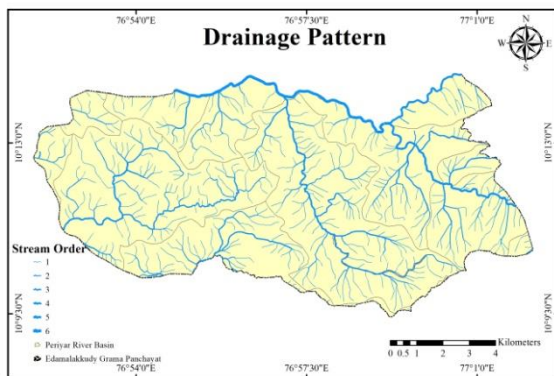 76°54'0"E 76°57'30"E 77°1'0"E
Drainage Pattern
N
W E
S
10°13'0"N 10°13'0"N
Stream Order
1
2
3
4
5
6
Periyar River Basin
Edamalakkudy Grama Panchayat
10°9'30"N 10°9'30"N
Kilometers
0 0.5 1 2 3 4
76°54'0"E 76°57'30"E 77°1'0"E